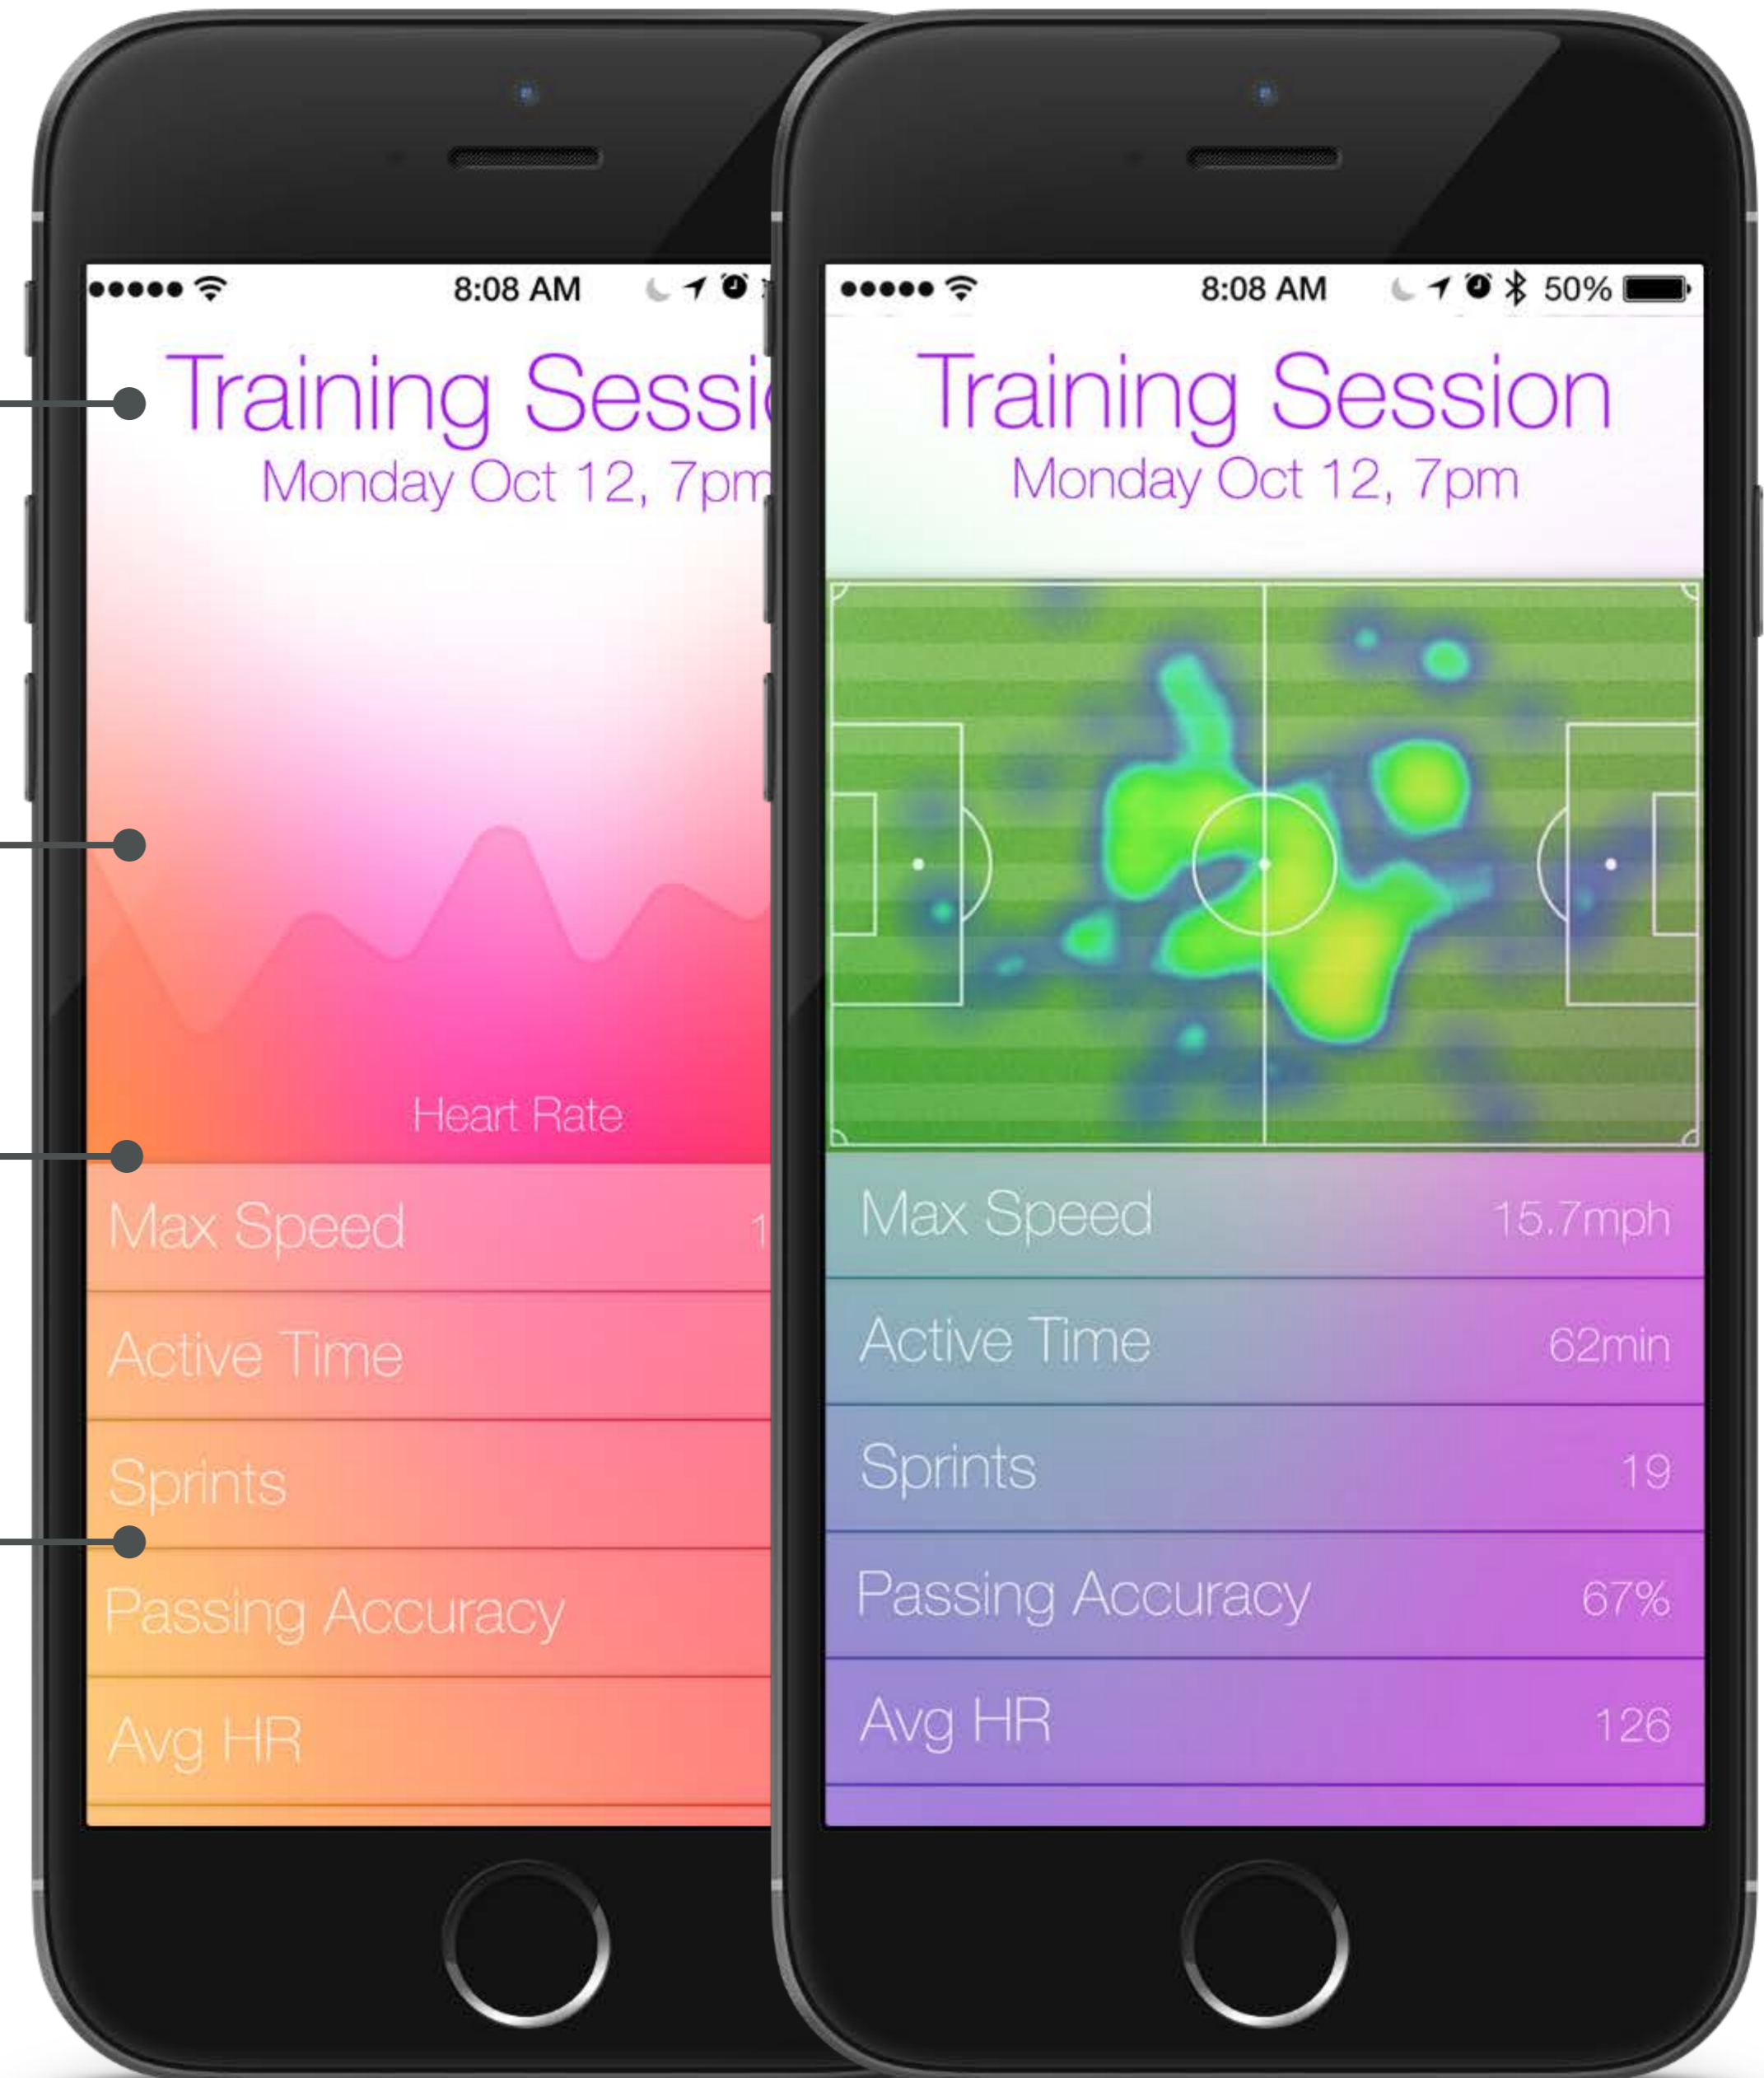 8:08 AM
Training Sessi
Monday Oct 12, 7pm
Heart Rate
Max Speed 1
Active Time
Sprints
Passing Accuracy
Avg HR
8:08 AM 50%
Training Session
Monday Oct 12, 7pm
Max Speed 15.7mph
Active Time 62min
Sprints 19
Passing Accuracy 67%
Avg HR 126